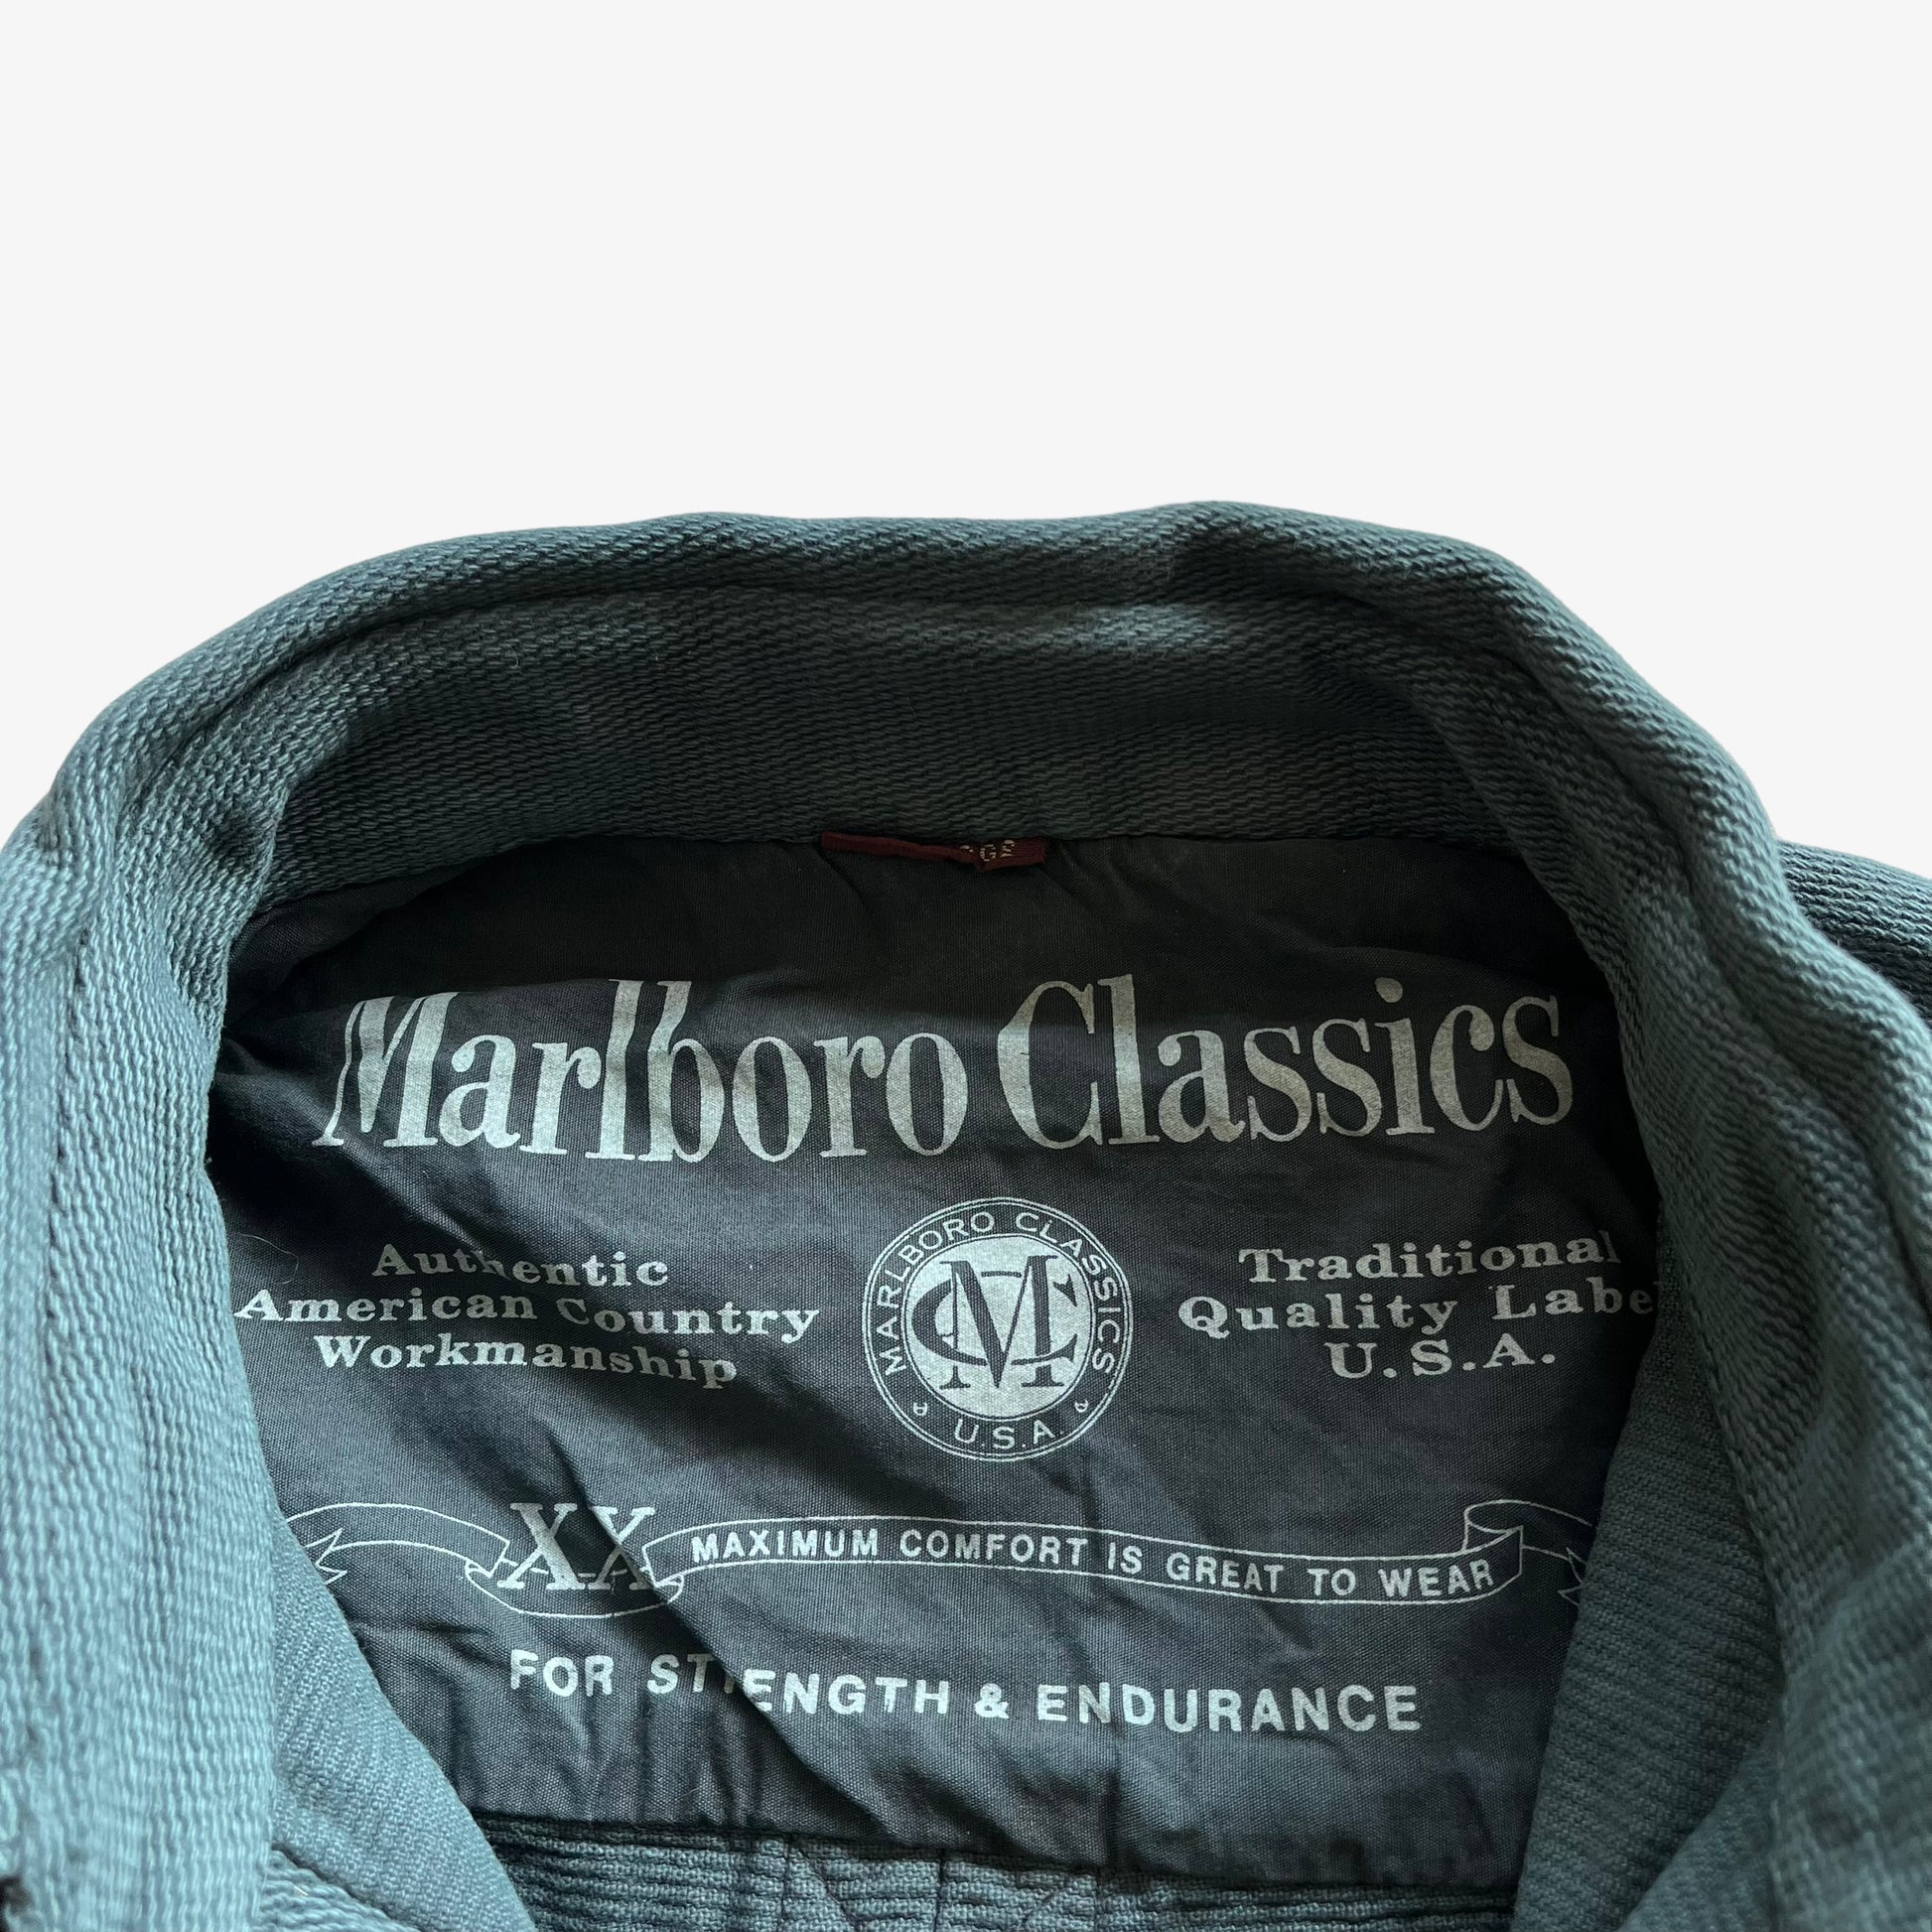 Marlboro Classics
Authentic
American Country
Workmanship
MARLBORO CLASSICS
MC
U.S.A.
Traditional
Quality Labe
U.S.A.
XX
MAXIMUM COMFORT IS GREAT TO WEAR
FOR STRENGTH & ENDURANCE